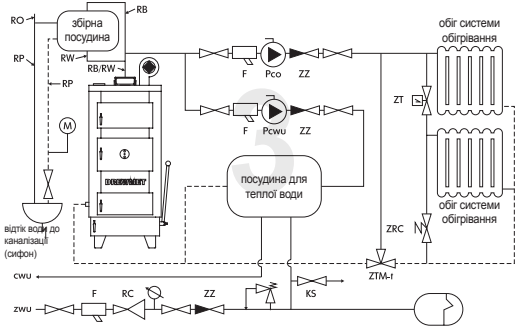 RO
RB
збірна
посудина
RP
RW
RB/RW
RP
M
F
Pco
ZZ
обіг системи
обігрівання
ZT
F
Pcwu
ZZ
3
посудина для
теплої води
обіг системи
обігрівання
відтік води до
каналізації
(сифон)
ZRC
ZTM-t
cwu
zwu
F
RC
ZZ
KS